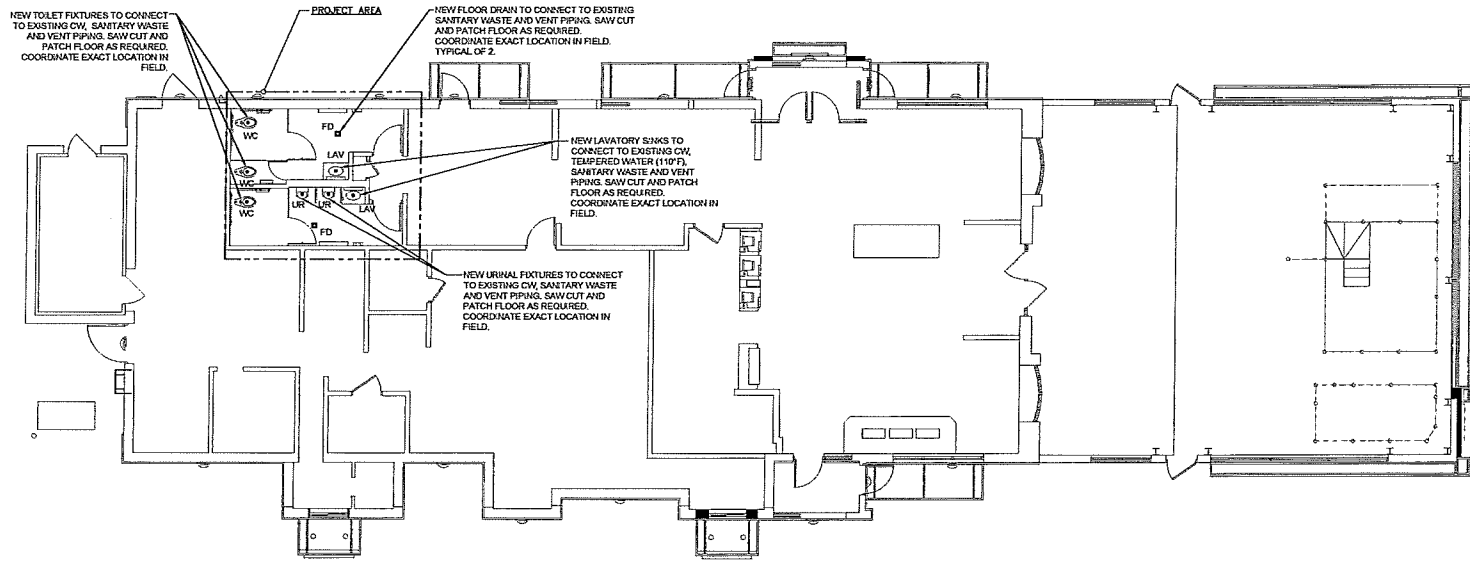 NEW TOILET FIXTURES TO CONNECT
TO EXISTING CW, SANITARY WASTE
AND VENT PIPING. SAW CUT AND
PATCH FLOOR AS REQUIRED.
COORDINATE EXACT LOCATION IN
FIELD.
PROJECT AREA
NEW FLOOR DRAIN TO CONNECT TO EXISTING
SANITARY WASTE AND VENT PIPING. SAW CUT
AND PATCH FLOOR AS REQUIRED.
COORDINATE EXACT LOCATION IN FIELD.
TYPICAL OF 2.
WC
FD
LAV
WC
WC
UR
UR
LAV
FD
NEW LAVATORY SINKS TO
CONNECT TO EXISTING CW,
TEMPERED WATER (110°F),
SANITARY WASTE AND VENT
PIPING. SAW CUT AND PATCH
FLOOR AS REQUIRED.
COORDINATE EXACT LOCATION IN
FIELD.
NEW URINAL FIXTURES TO CONNECT
TO EXISTING CW, SANITARY WASTE
AND VENT PIPING. SAW CUT AND
PATCH FLOOR AS REQUIRED.
COORDINATE EXACT LOCATION IN
FIELD.